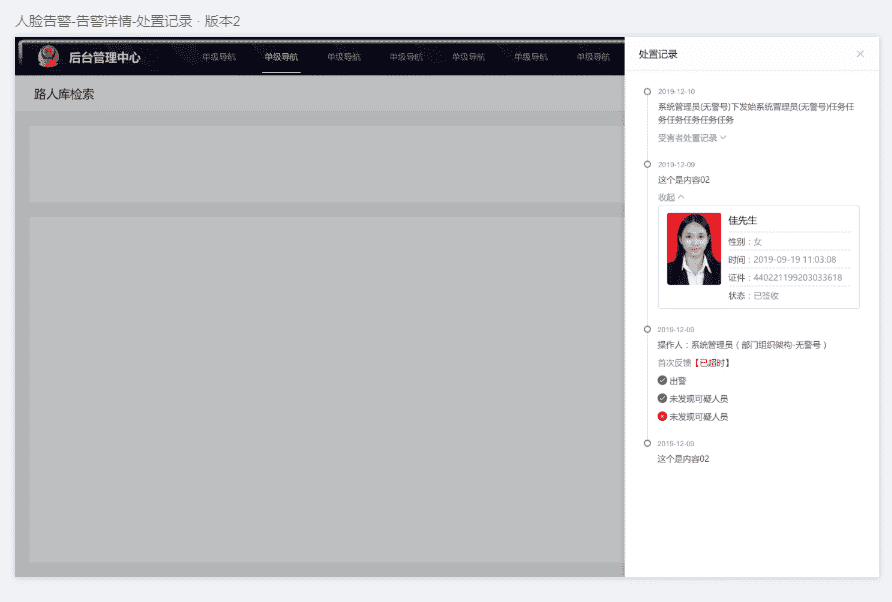 人脸告警-告警详情-处置记录 · 版本2
后台管理中心
单级导航
单级导航
单级导航
单级导航
单级导航
单级导航
单级导航
路人库检索
处置记录
2019-12-10
系统管理员(无警号)下发给系统管理员(无警号)任务任
务任务任务任务任务
受害者处置记录
2019-12-09
这个是内容02
收起
佳先生
性别：女
时间：2019-09-19 11:03:08
证件：440221199203033618
状态：已签收
2019-12-09
操作人：系统管理员（部门组织架构-无警号）
首次反馈【已超时】
出警
未发现可疑人员
未发现可疑人员
2019-12-09
这个是内容02